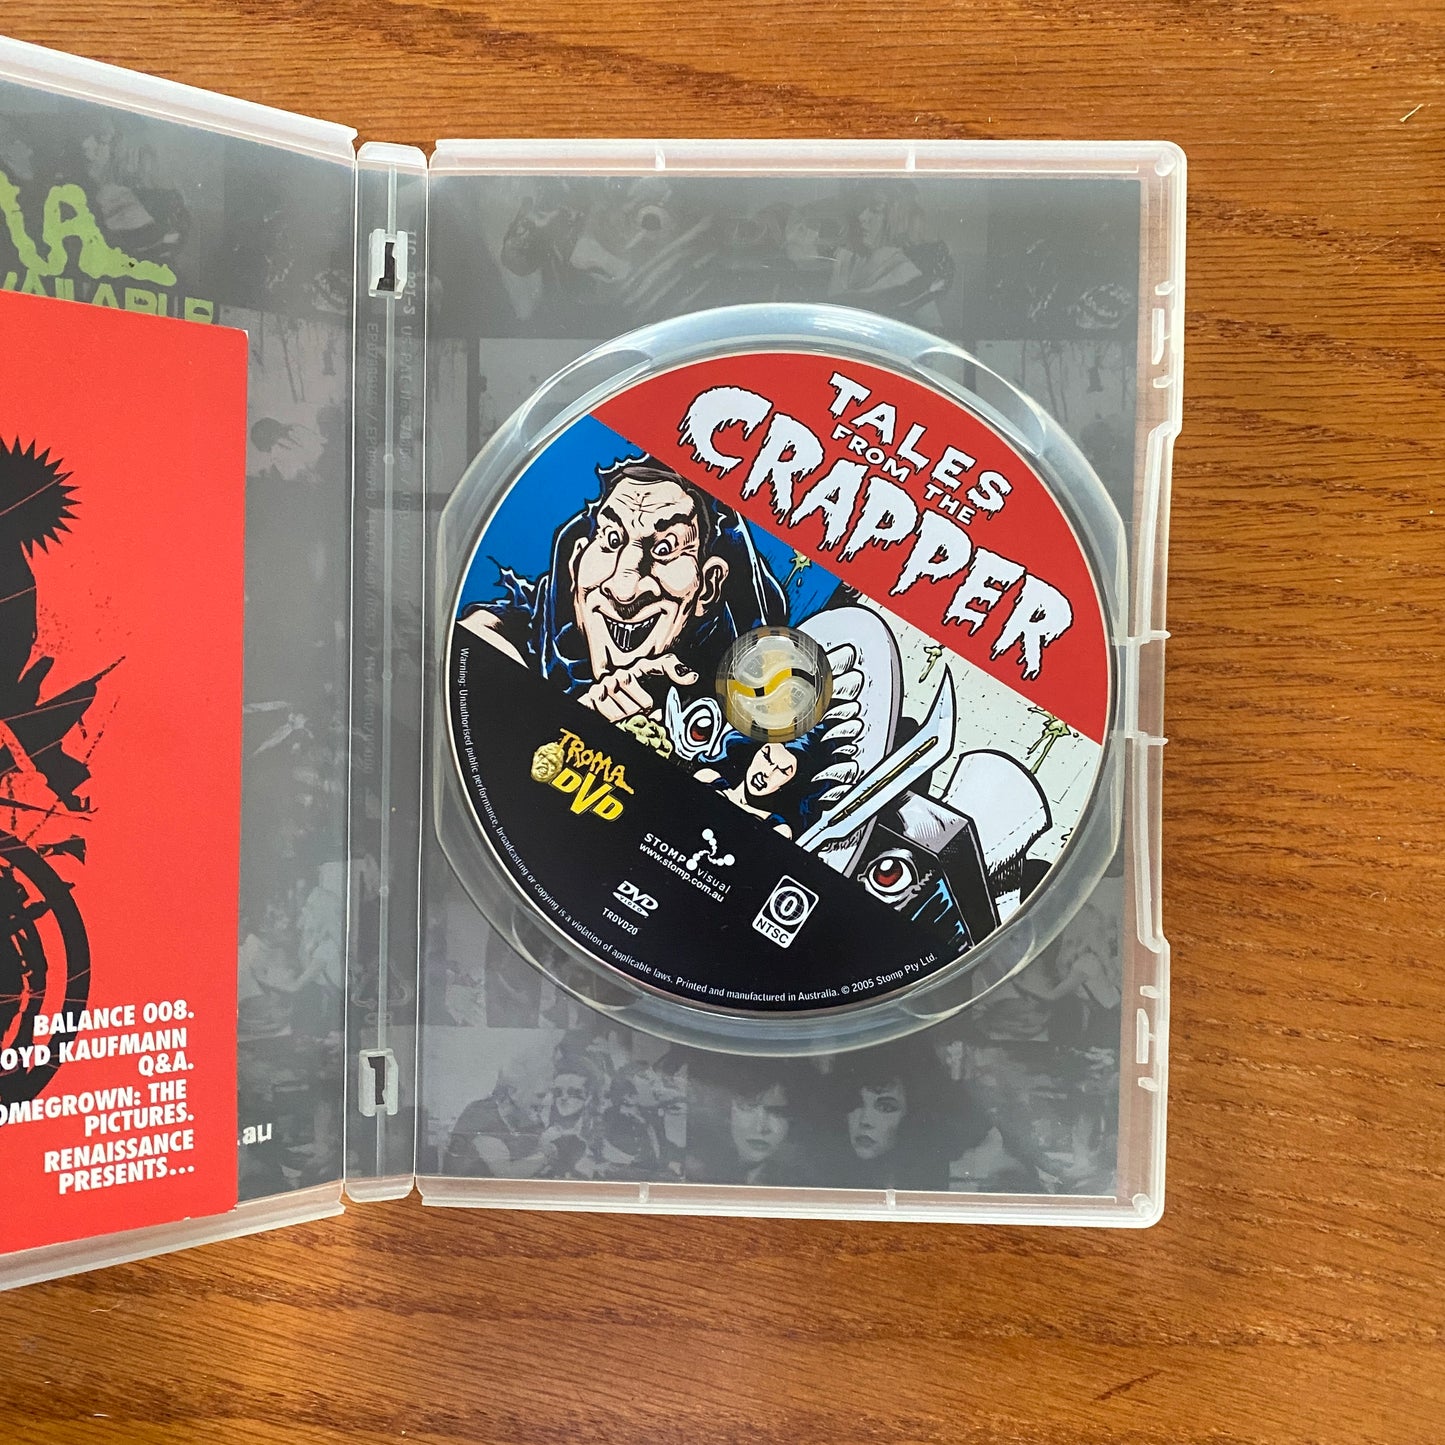 BALANCE 008.
OYD KAUFMANN
Q&A.
OMEGROWN: THE
PICTURES.
RENAISSANCE
PRESENTS...
.au
TALES
FROM THE
CRAPPER
TROMA
DVD
STOMP visual
www.stomp.com.au
DVD
VIDEO
TRDVD20
0
NTSC
Warning: Unauthorised public performance, broadcasting or copying is a violation of applicable laws. Printed and manufactured in Australia. © 2005 Stomp Pty Ltd.